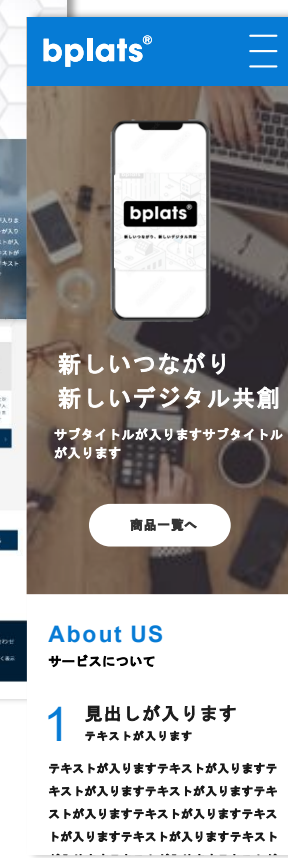 bplats®
bplats®
新しいつながり、新しいデジタル共創
新しいつながり
新しいデジタル共創
サブタイトルが入りますサブタイトル
が入ります
商品一覧へ
About US
サービスについて
1 見出しが入ります
テキストが入ります
テキストが入りますテキストが入りますテ
キストが入りますテキストが入りますテキ
ストが入りますテキストが入りますテキス
トが入りますテキストが入りますテキスト